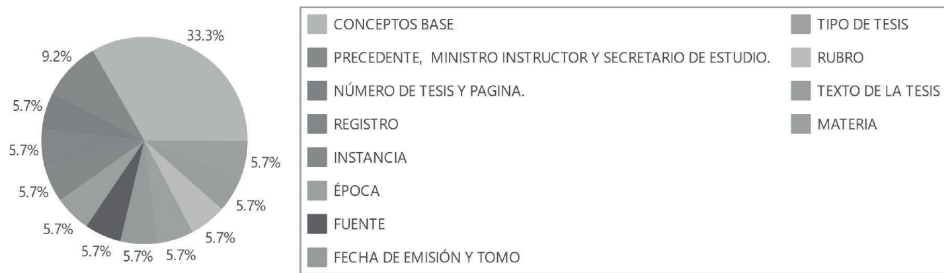 33.3%
9.2%
5.7%
5.7%
5.7%
5.7%
5.7%
5.7%
5.7%
5.7%
5.7%
5.7%
CONCEPTOS BASE
PRECEDENTE, MINISTRO INSTRUCTOR Y SECRETARIO DE ESTUDIO.
NÚMERO DE TESIS Y PAGINA.
REGISTRO
INSTANCIA
ÉPOCA
FUENTE
FECHA DE EMISIÓN Y TOMO
TIPO DE TESIS
RUBRO
TEXTO DE LA TESIS
MATERIA